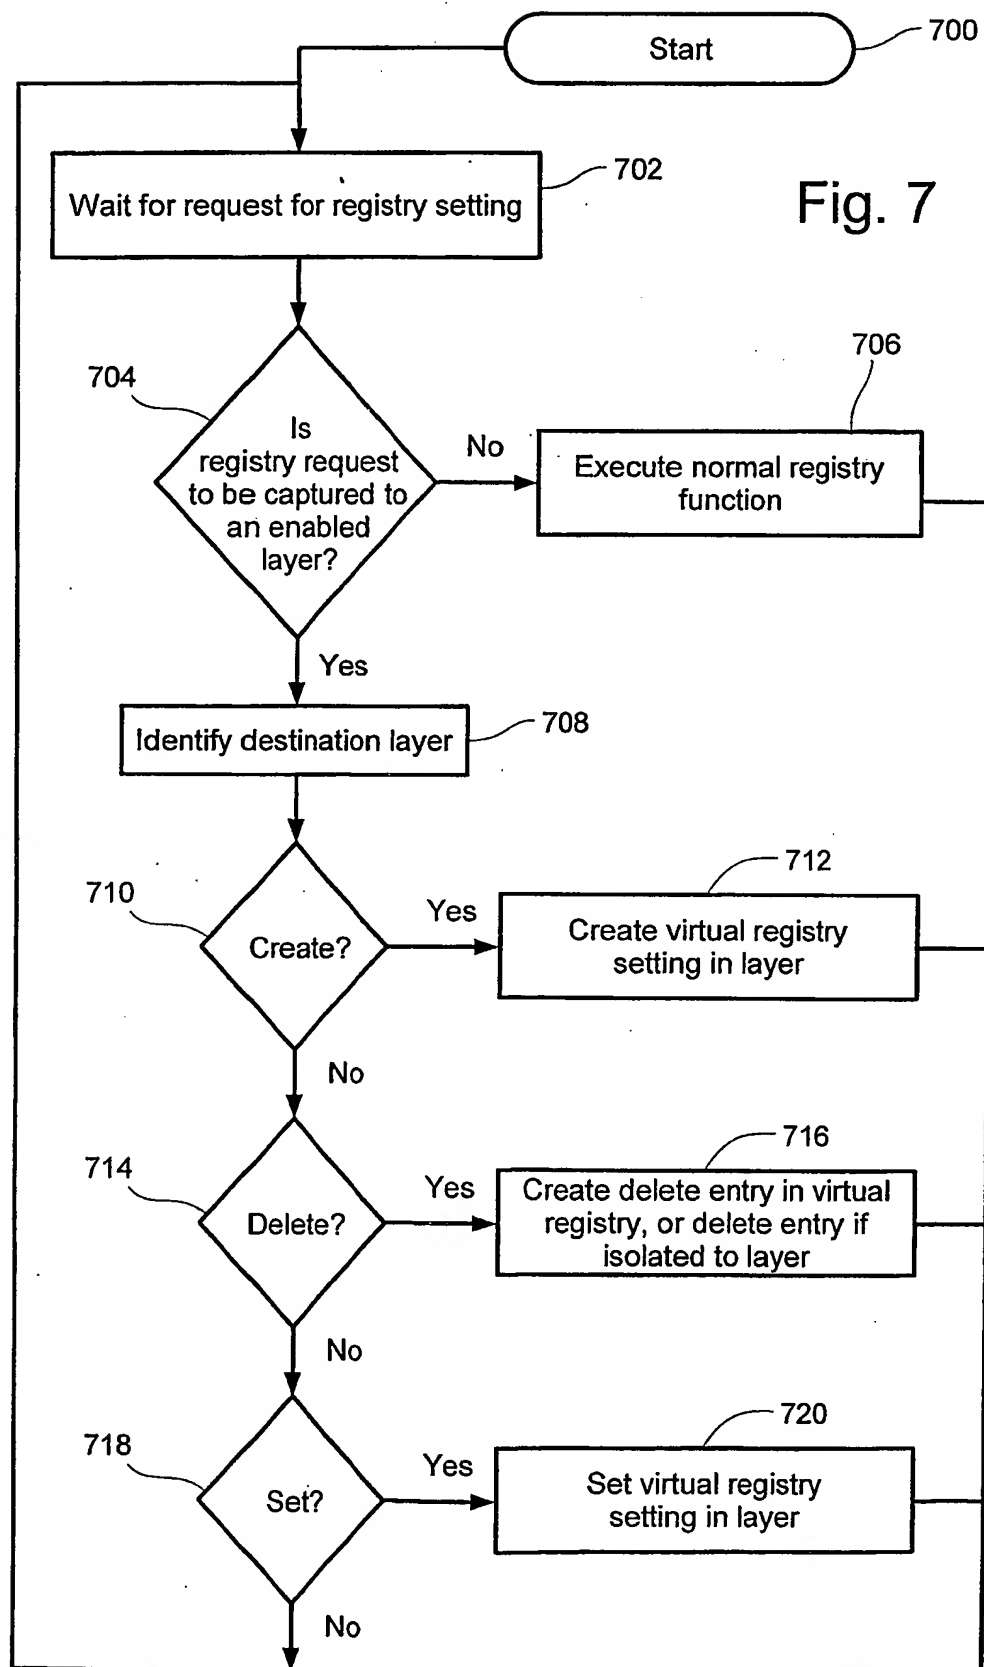 Start
700
Wait for request for registry setting
702
Fig. 7
704
Is
registry request
to be captured to
an enabled
layer?
No
706
Execute normal registry
function
Yes
Identify destination layer
708
710
Create?
Yes
712
Create virtual registry
setting in layer
No
714
Delete?
Yes
716
Create delete entry in virtual
registry, or delete entry if
isolated to layer
No
718
Set?
Yes
720
Set virtual registry
setting in layer
No